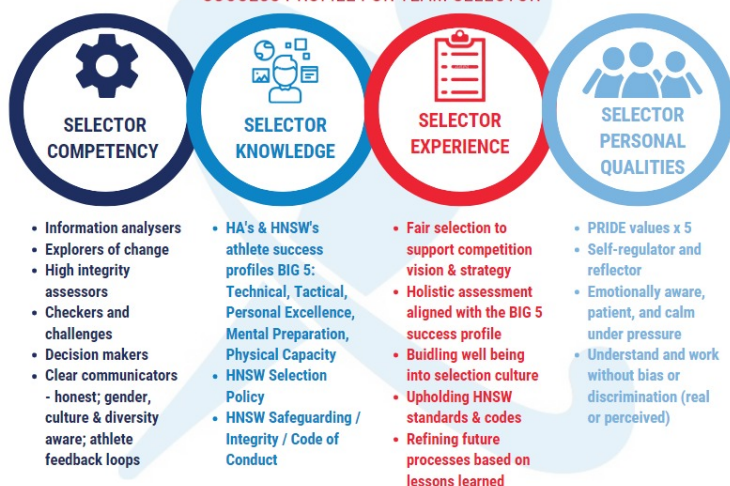 SUCCESS PROFILE FOR TEAM SELECTOR
SELECTOR
COMPETENCY
• Information analysers
• Explorers of change
• High integrity
assessors
• Checkers and
challenges
• Decision makers
• Clear communicators
- honest; gender,
culture & diversity
aware; athlete
feedback loops
SELECTOR
KNOWLEDGE
• HA's & HNSW's
athlete success
profiles BIG 5:
Technical, Tactical,
Personal Excellence,
Mental Preparation,
Physical Capacity
• HNSW Selection
Policy
• HNSW Safeguarding /
Integrity / Code of
Conduct
SELECTOR
EXPERIENCE
• Fair selection to
support competition
vision & strategy
• Holistic assessment
aligned with the BIG 5
success profile
• Buidling well being
into selection culture
• Upholding HNSW
standards & codes
• Refining future
processes based on
lessons learned
SELECTOR
PERSONAL
QUALITIES
• PRIDE values x 5
• Self-regulator and
reflector
• Emotionally aware,
patient, and calm
under pressure
• Understand and work
without bias or
discrimination (real
or perceived)